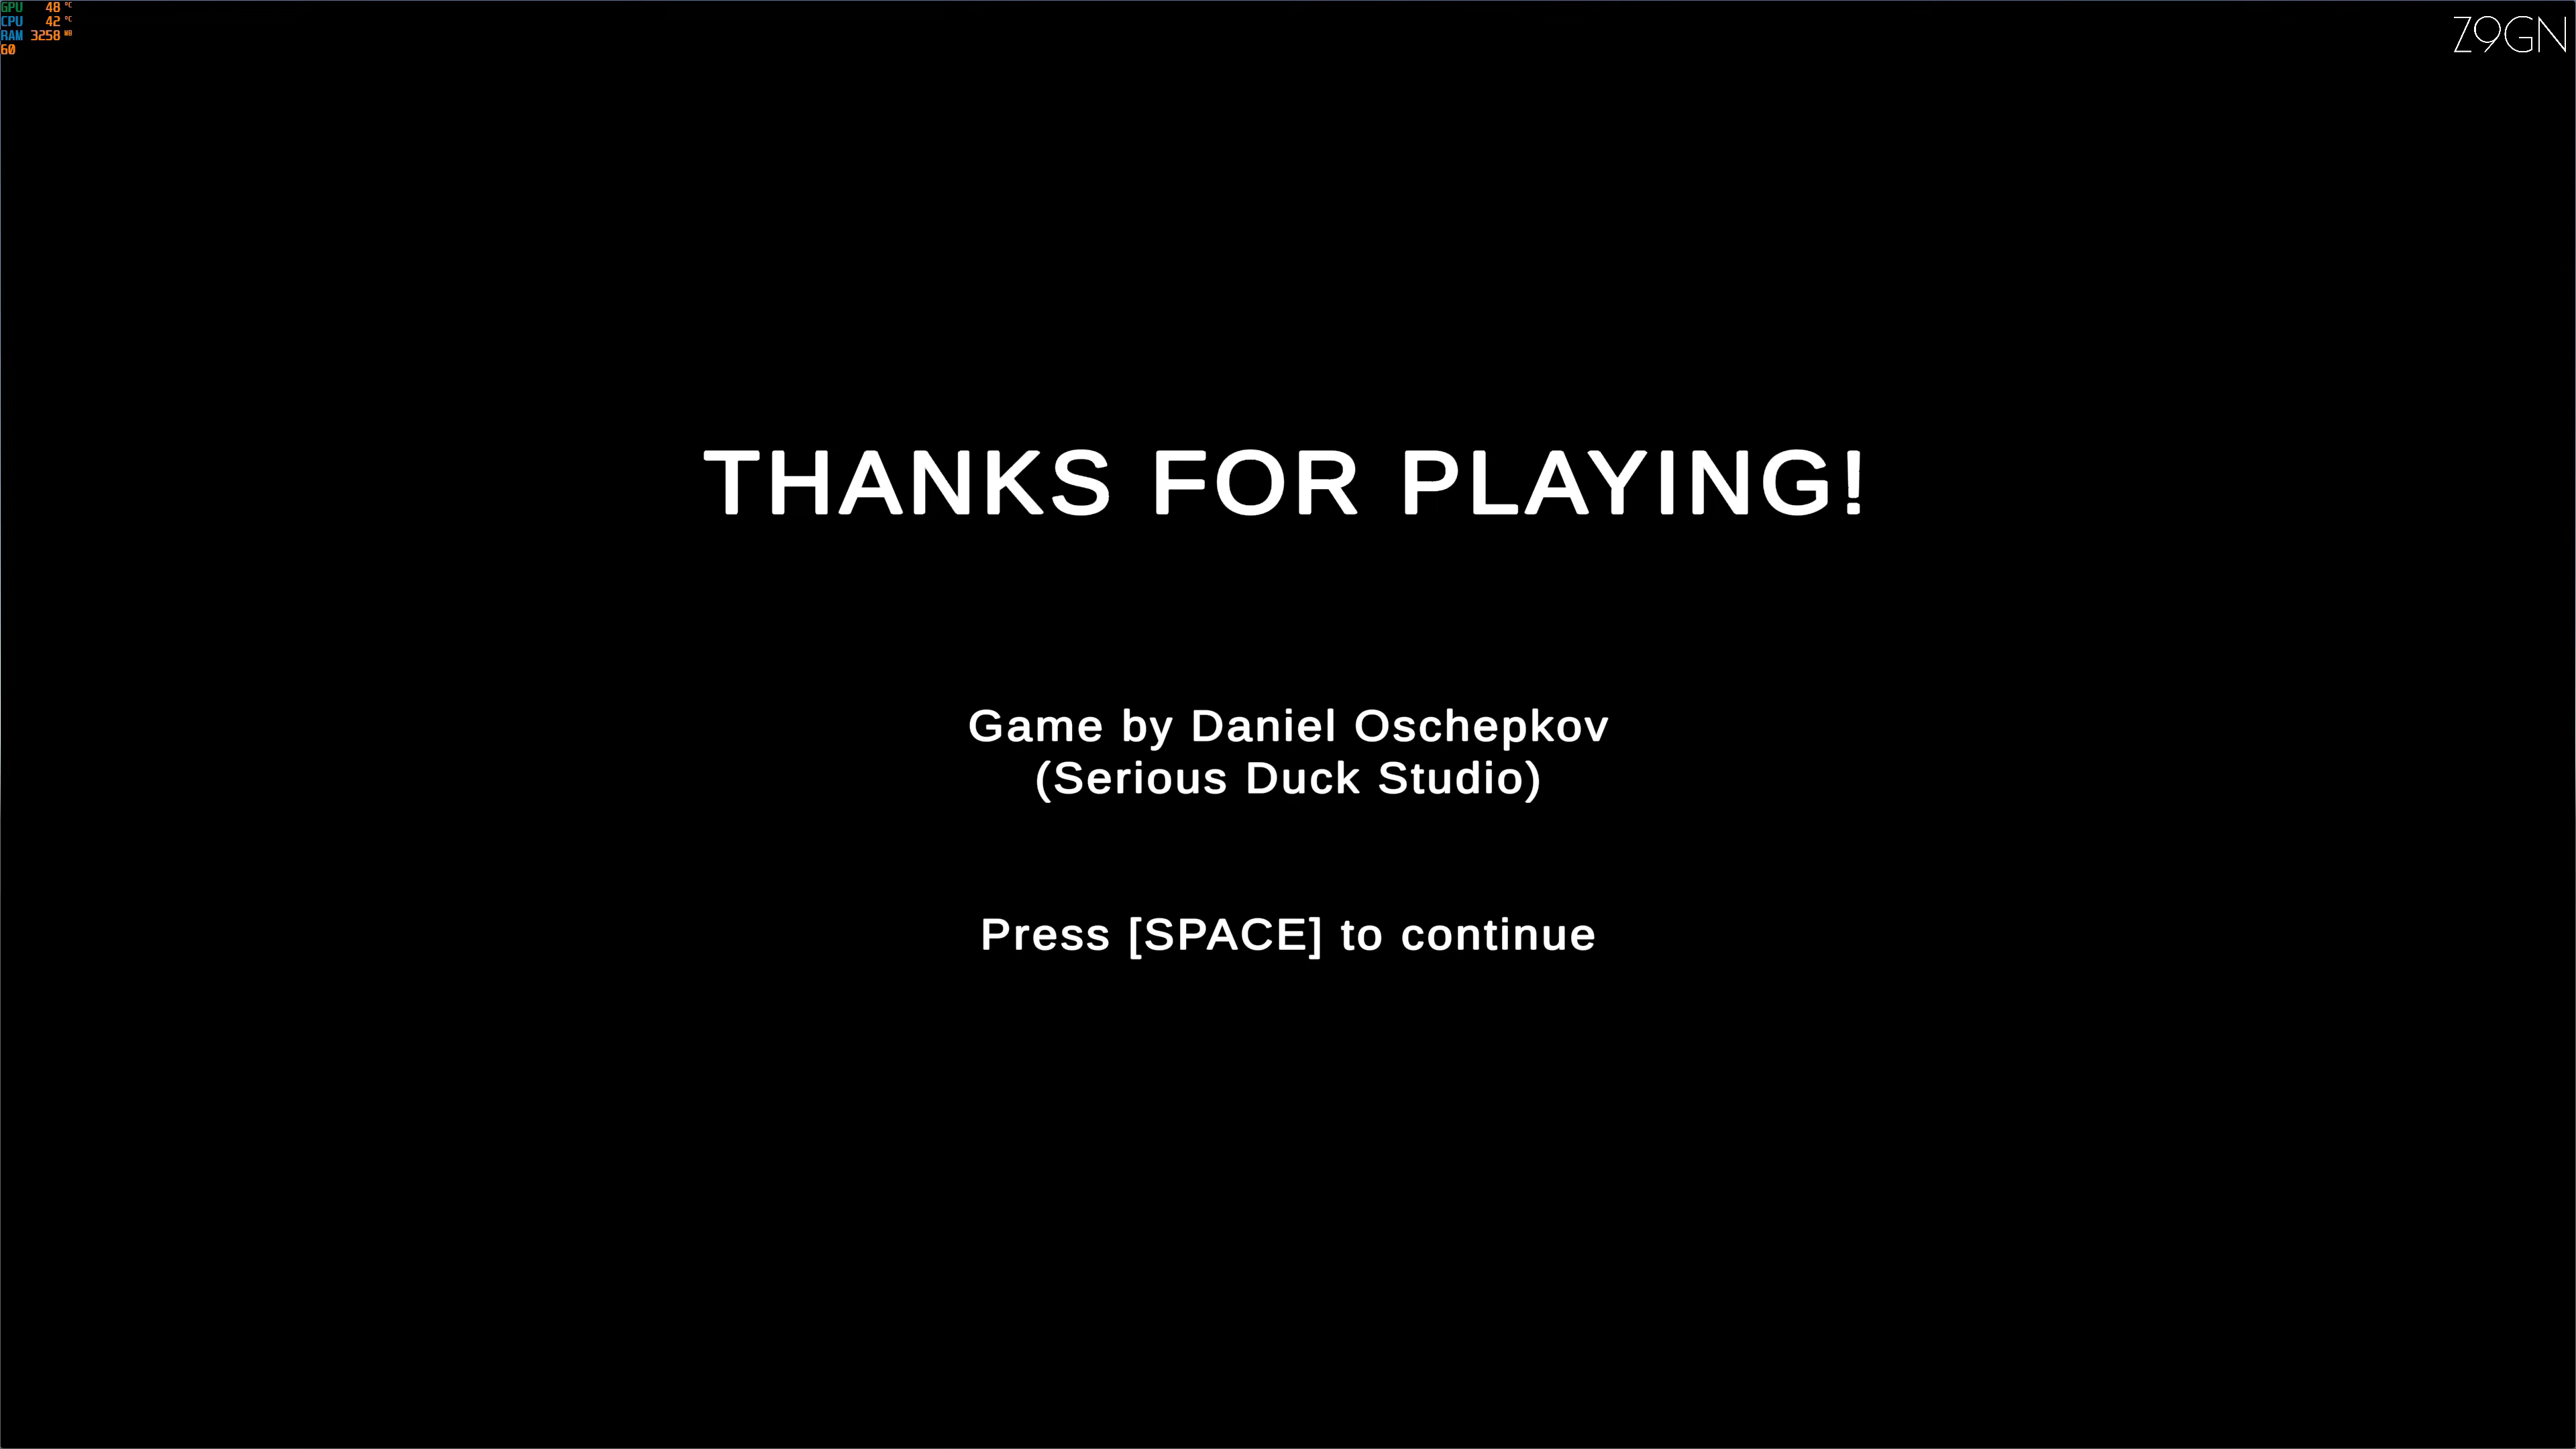 GPU 48 °C
CPU 42 °C
RAM 3258 MB
60
Z9GN
THANKS FOR PLAYING!
Game by Daniel Oschepkov
(Serious Duck Studio)
Press [SPACE] to continue